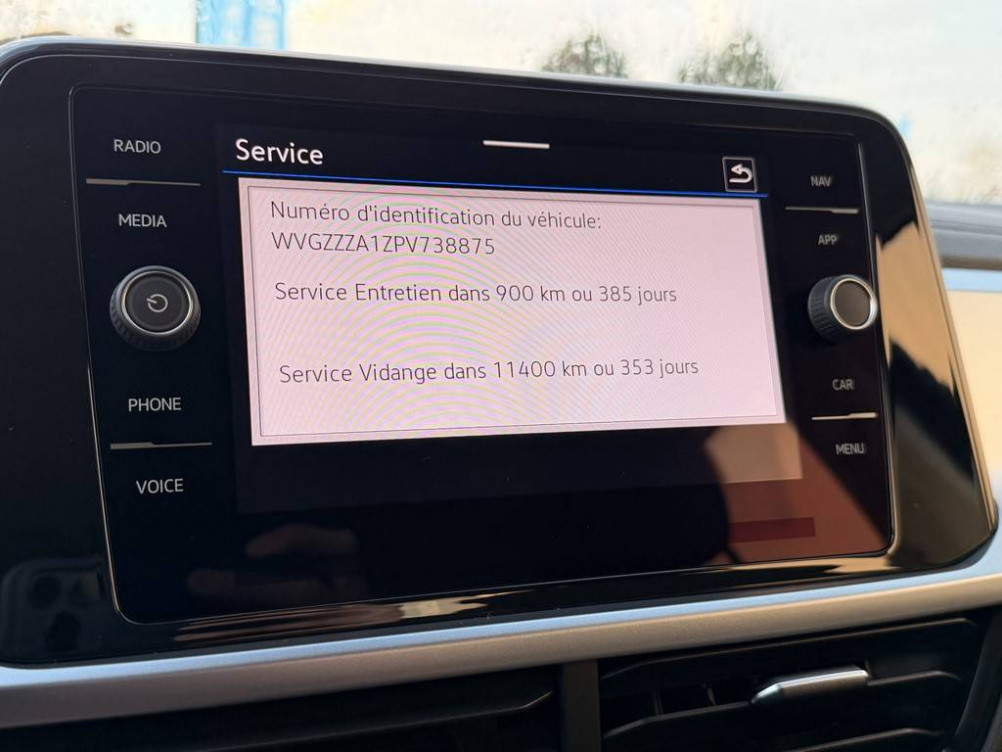 RADIO
MEDIA
PHONE
VOICE
Service
Numéro d'identification du véhicule:
WVGZZZA1ZPV738875
Service Entretien dans 900 km ou 385 jours
Service Vidange dans 11400 km ou 353 jours
NAV
APP
CAR
MENU